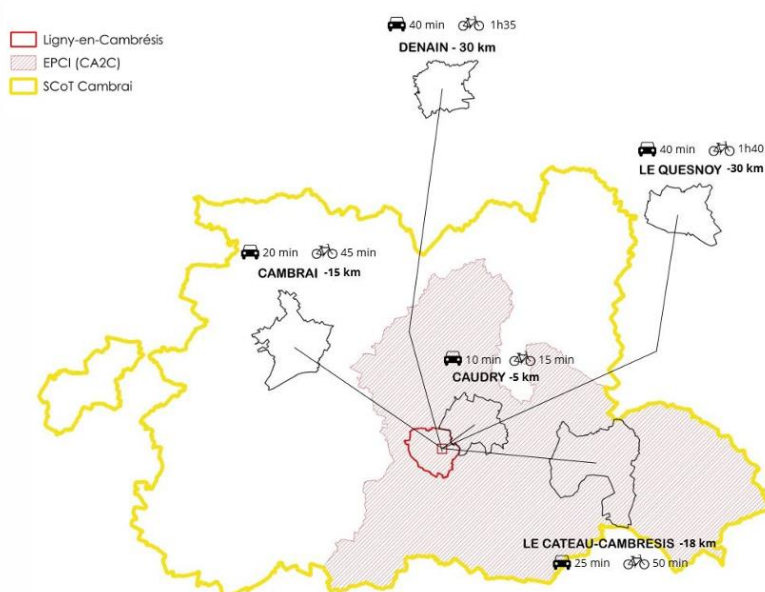 40 min 1h35
DENAIN - 30 km
Ligny-en-Cambrésis
EPCI (CA2C)
SCoT Cambrai
40 min 1h40
LE QUESNOY -30 km
20 min 45 min
CAMBRAI -15 km
10 min 15 min
CAUDRY -5 km
LE CATEAU-CAMBRESIS -18 km
25 min 50 min